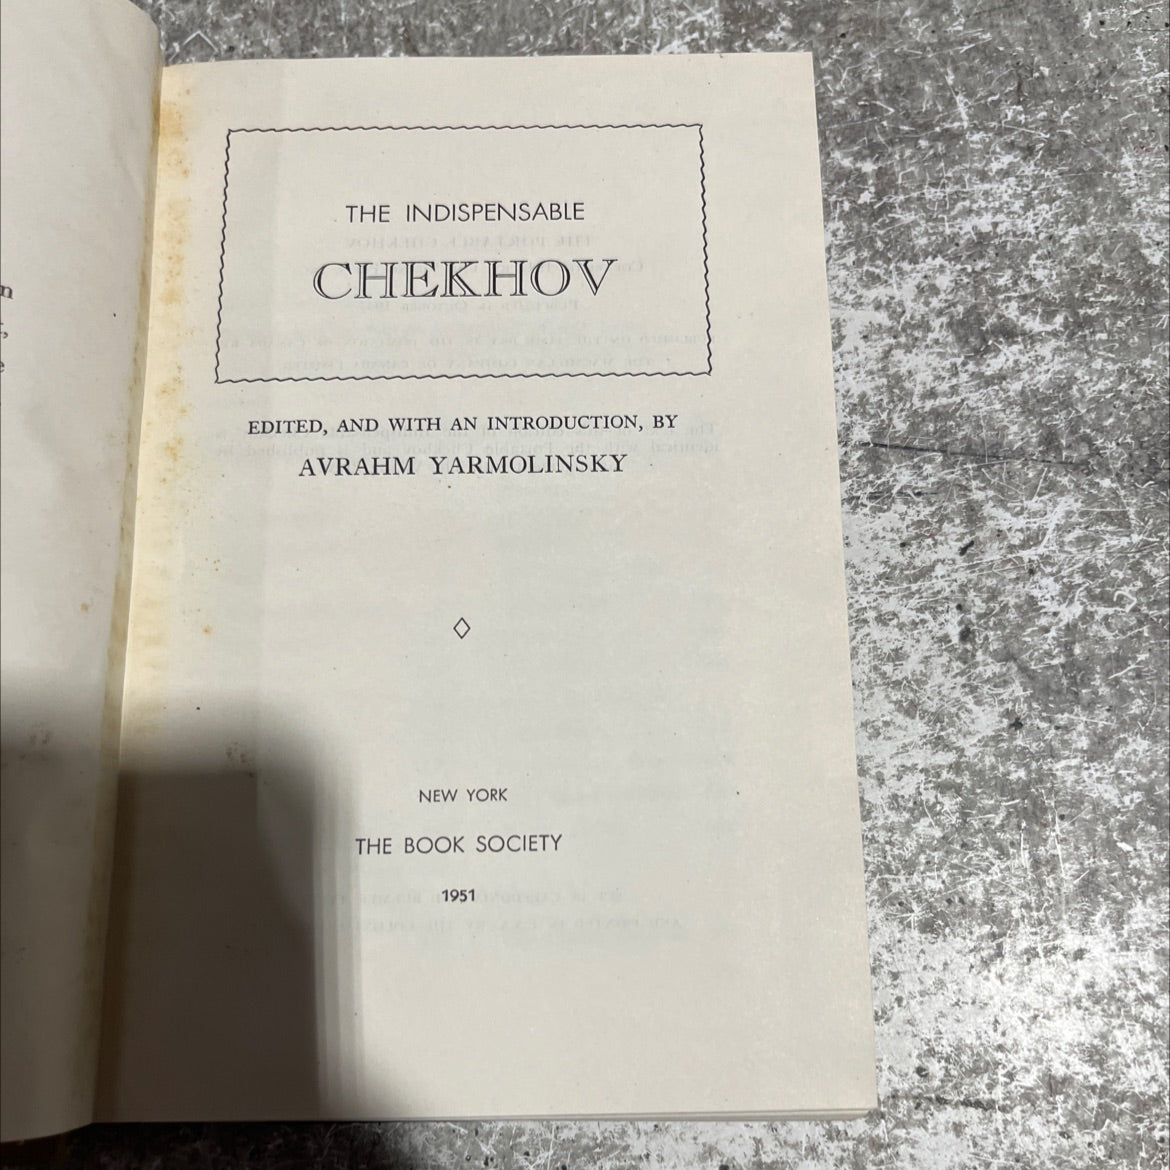 THE INDISPENSABLE
CHEKHOV
EDITED, AND WITH AN INTRODUCTION, BY
AVRAHM YARMOLINSKY
NEW YORK
THE BOOK SOCIETY
1951